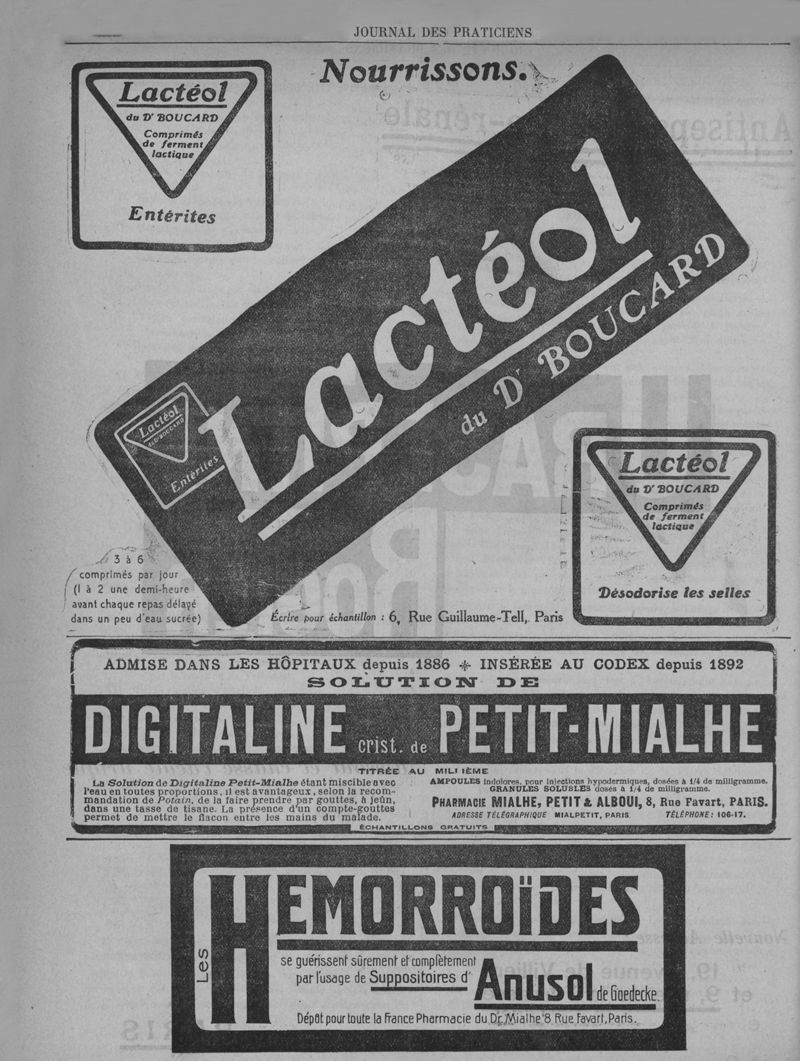 JOURNAL DES PRATICIENS
Nourrissons.
Lactéol
du Dr BOUCARD
Comprimés
de ferment
lactique
Entérites
Lactéol
du Dr BOUCARD
Lactéol
du Dr BOUCARD
Entérites
Lactéol
du Dr BOUCARD
Comprimés
de ferment
lactique
Désodorise les selles
3 à 6
comprimés par jour
(1 à 2 une demi-heure
avant chaque repas délayé
dans un peu d'eau sucrée)
Écrire pour échantillon : 6, Rue Guillaume-Tell, Paris
ADMISE DANS LES HÔPITAUX depuis 1886 ✢ INSÉRÉE AU CODEX depuis 1892
SOLUTION DE
DIGITALINE crist. de PETIT-MIALHE
TITRÉE AU MILLIÈME
La Solution de Digitaline Petit-Mialhe étant miscible avec
l'eau en toutes proportions, il est avantageux, selon la recom-
mandation de Potain, de la faire prendre par gouttes, à jeûn,
dans une tasse de tisane. La présence d'un compte-gouttes
permet de mettre le flacon entre les mains du malade.
AMPOULES indolores, pour injections hypodermiques, dosées à 1/4 de milligramme.
GRANULES SOLUBLES dosés à 1/4 de milligramme.
PHARMACIE MIALHE, PETIT & ALBOUI, 8, Rue Favart, PARIS.
ADRESSE TÉLÉGRAPHIQUE MIALPETIT, PARIS TÉLÉPHONE: 106-17.
ÉCHANTILLONS GRATUITS
LES HEMORROÏDES
se guérissent sûrement et complètement
par l'usage de Suppositoires d'Anusol de Goedecke.
Dépôt pour toute la France Pharmacie du Dr. Mialhe 8 Rue Favart, Paris.